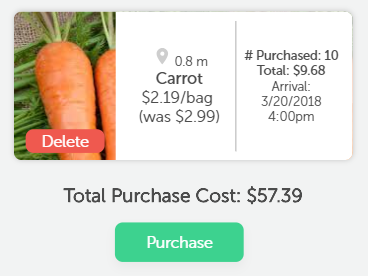 0.8 m
Carrot
$2.19/bag
(was $2.99)
# Purchased: 10
Total: $9.68
Arrival:
3/20/2018
4:00pm
Delete
Total Purchase Cost: $57.39
Purchase